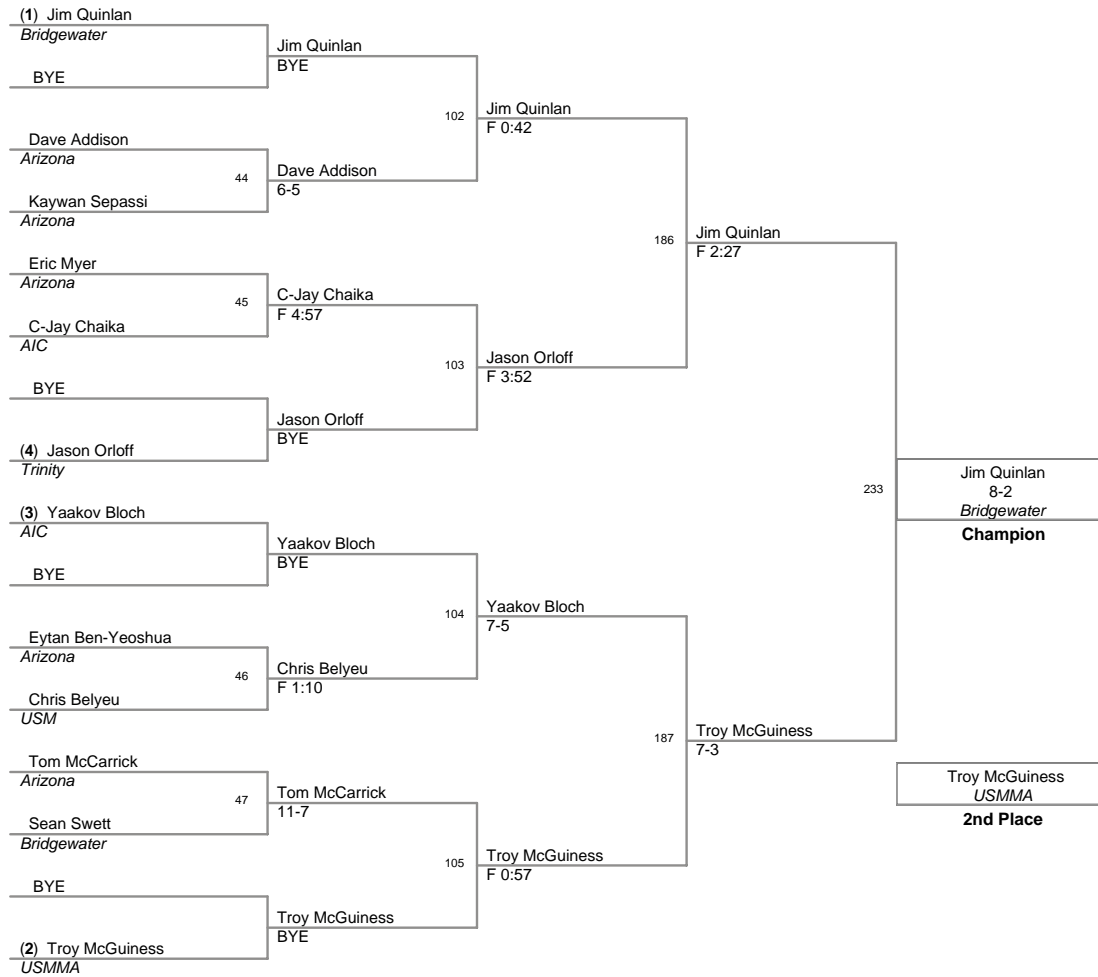 (1) Jim Quinlan
Bridgewater
BYE
Dave Addison
Arizona
Kaywan Sepassi
Arizona
Eric Myer
Arizona
C-Jay Chaika
AIC
BYE
(4) Jason Orloff
Trinity
(3) Yaakov Bloch
AIC
BYE
Eytan Ben-Yeoshua
Arizona
Chris Belyeu
USM
Tom McCarrick
Arizona
Sean Swett
Bridgewater
BYE
(2) Troy McGuiness
USMMA
44
45
46
47
Jim Quinlan
BYE
Dave Addison
6-5
C-Jay Chaika
F 4:57
Jason Orloff
BYE
Yaakov Bloch
BYE
Chris Belyeu
F 1:10
Tom McCarrick
11-7
Troy McGuiness
BYE
102
103
104
105
Jim Quinlan
F 0:42
Jason Orloff
F 3:52
Yaakov Bloch
7-5
Troy McGuiness
F 0:57
186
187
Jim Quinlan
F 2:27
Troy McGuiness
7-3
233
Jim Quinlan
8-2
Bridgewater
Champion
Troy McGuiness
USMMA
2nd Place